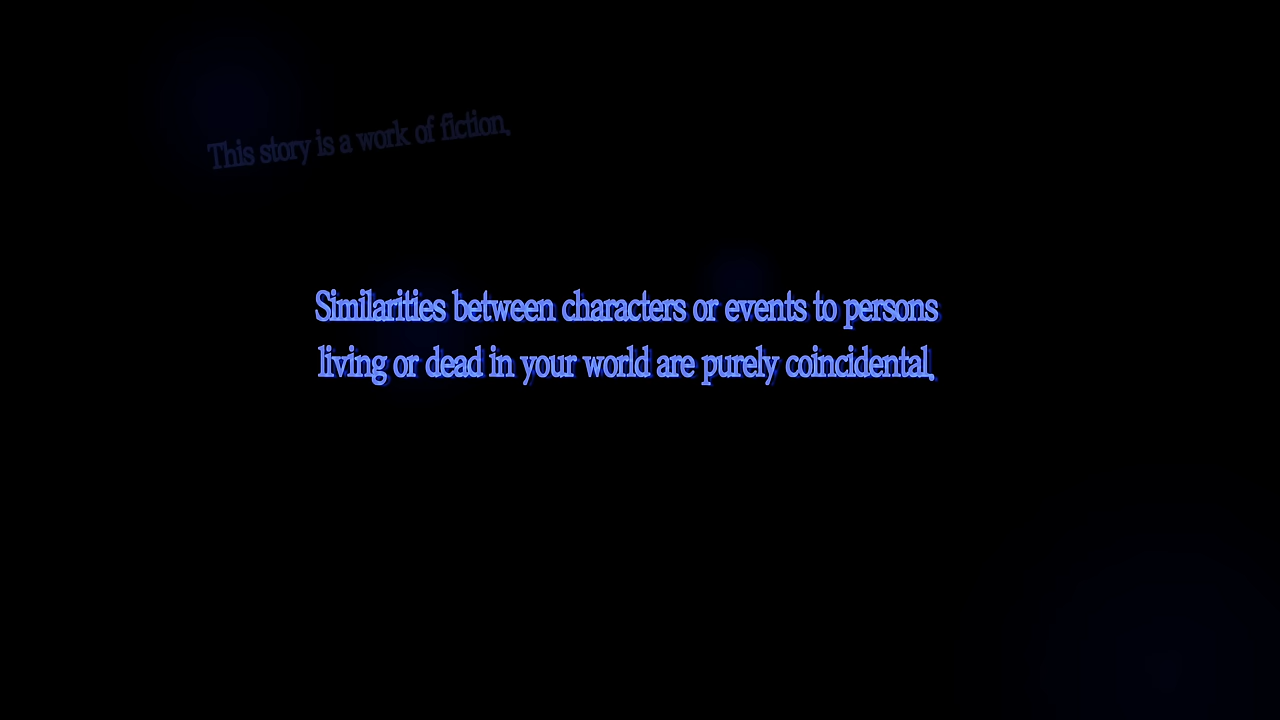 This story is a work of fiction.
Similarities between characters or events to persons
living or dead in your world are purely coincidental.